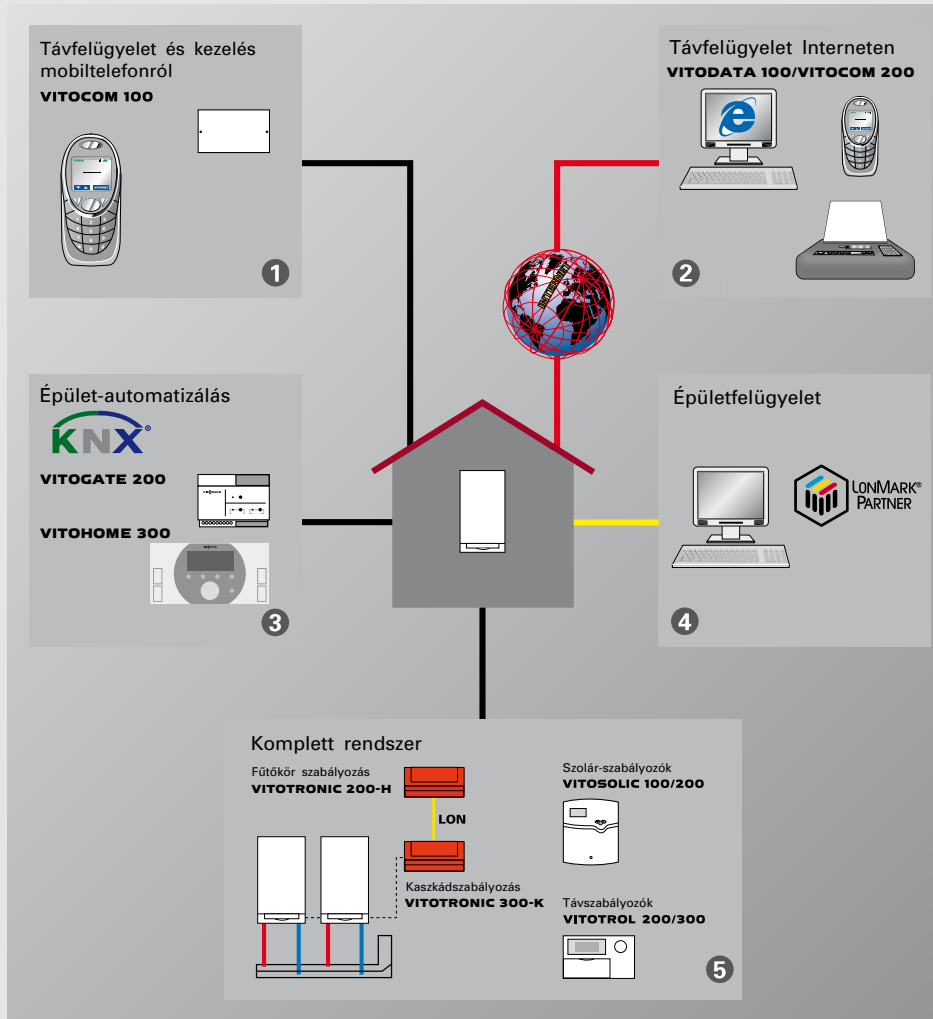 Távfelügyelet és kezelés
mobiltelefonról
VITOCOM 100
1
Távfelügyelet Interneten
VITODATA 100/VITOCOM 200
2
INTERNET
Épület-automatizálás
KNX®
VITOGATE 200
VITOHOME 300
3
Épületfelügyelet
LONMARK®
PARTNER
4
Komplett rendszer
Fűtőkör szabályozás
VITOTRONIC 200-H
LON
Kaszkádszabályozás
VITOTRONIC 300-K
Szolár-szabályozók
VITOSOLIC 100/200
Távszabályozók
VITOTROL 200/300
5